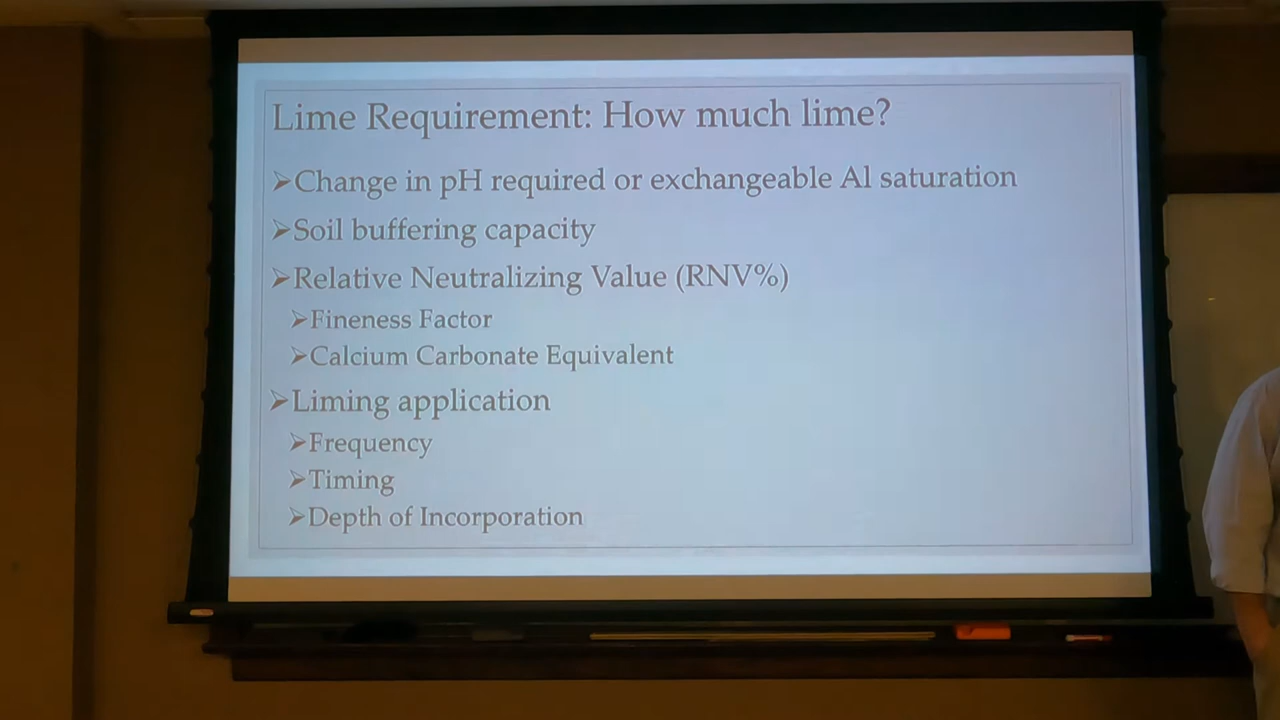 Lime Requirement: How much lime?
➢Change in pH required or exchangeable Al saturation
➢Soil buffering capacity
➢Relative Neutralizing Value (RNV%)
➢Fineness Factor
➢Calcium Carbonate Equivalent
➢Liming application
➢Frequency
➢Timing
➢Depth of Incorporation